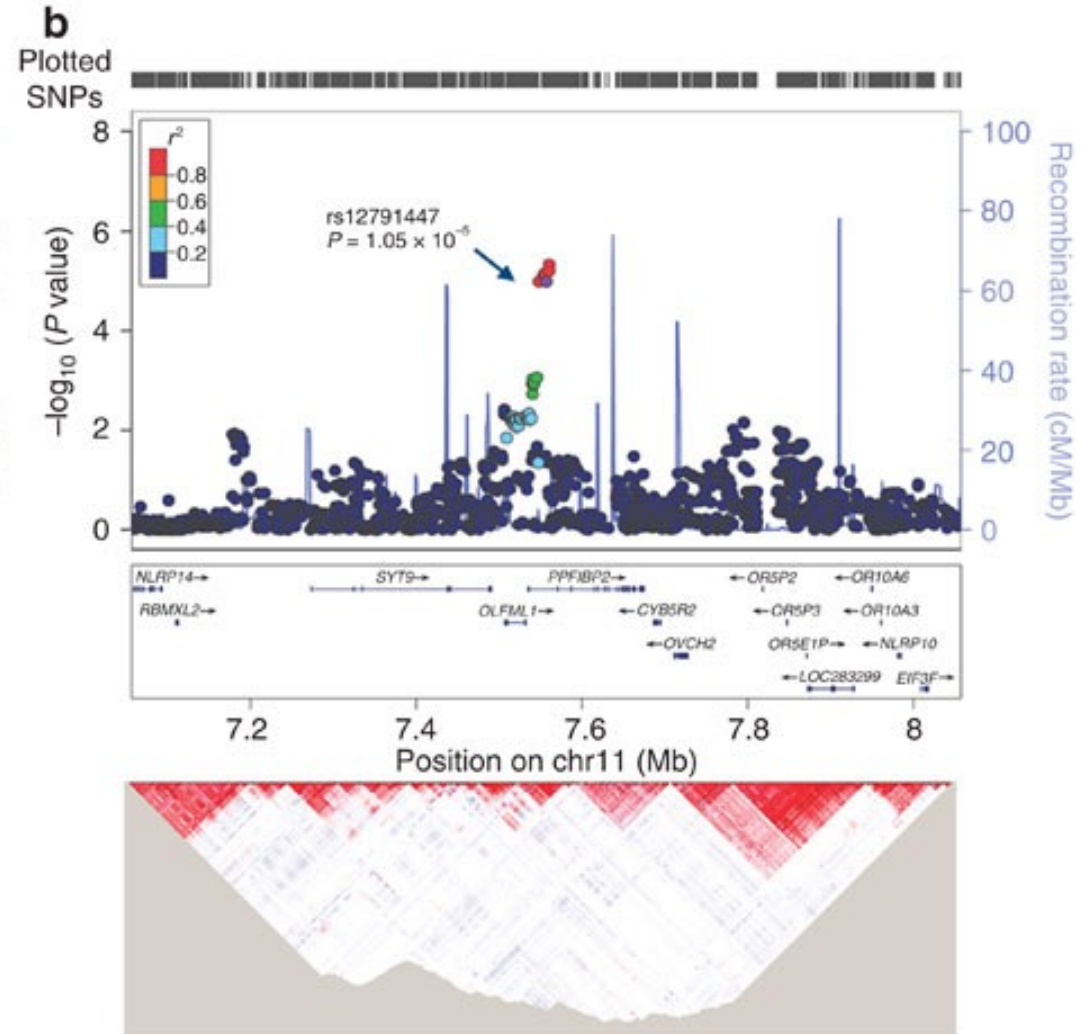 b
Plotted
SNPs
8
6
4
2
0
–log10 (P value)
r2
0.8
0.6
0.4
0.2
rs12791447
P = 1.05 × 10−5
100
80
60
40
20
0
Recombination rate (cM/Mb)
NLRP14→ SYT9→ PPFIBP2→ ←OR5P2 ←OR10A6
RBMXL2→ OLFML1→ ←CYB5R2 ←OR5P3 ←OR10A3
←OVCH2 OR5E1P→ ←NLRP10
←LOC283299 EIF3F→
7.2 7.4 7.6 7.8 8
Position on chr11 (Mb)